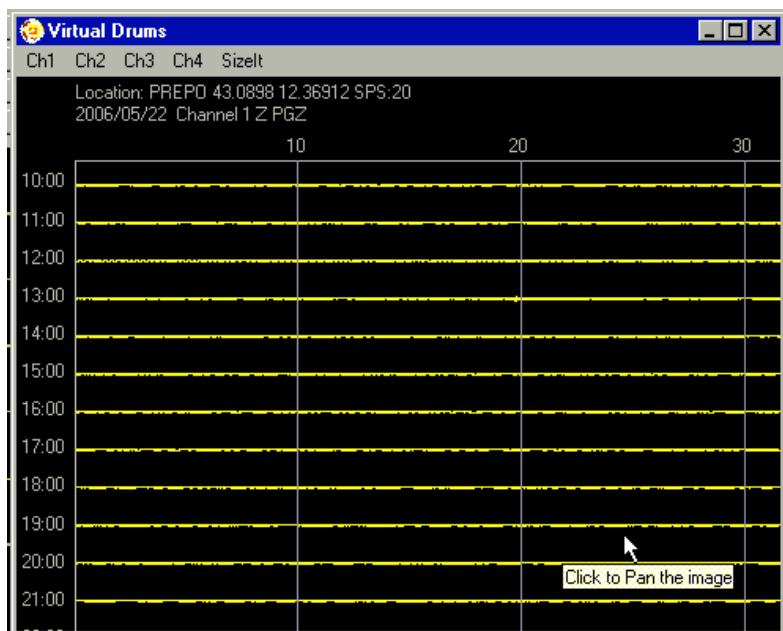 Virtual Drums
Ch1 Ch2 Ch3 Ch4 SizeIt
Location: PREPO 43.0898 12.36912 SPS:20
2006/05/22 Channel 1 Z PGZ
10 20 30
10:00
11:00
12:00
13:00
14:00
15:00
16:00
17:00
18:00
19:00
20:00
Click to Pan the image
21:00